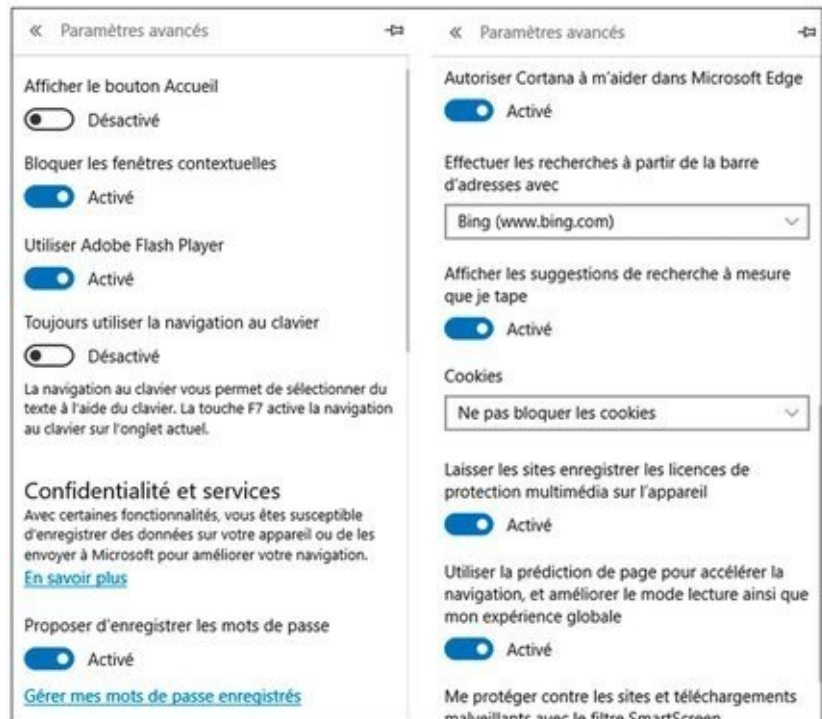 Paramètres avancés
Afficher le bouton Accueil
Désactivé
Bloquer les fenêtres contextuelles
Activé
Utiliser Adobe Flash Player
Activé
Toujours utiliser la navigation au clavier
Désactivé
La navigation au clavier vous permet de sélectionner du
texte à l'aide du clavier. La touche F7 active la navigation
au clavier sur l'onglet actuel.
Confidentialité et services
Avec certaines fonctionnalités, vous êtes susceptible
d'enregistrer des données sur votre appareil ou de les
envoyer à Microsoft pour améliorer votre navigation.
En savoir plus
Proposer d'enregistrer les mots de passe
Activé
Gérer mes mots de passe enregistrés
Paramètres avancés
Autoriser Cortana à m'aider dans Microsoft Edge
Activé
Effectuer les recherches à partir de la barre
d'adresses avec
Bing (www.bing.com)
Afficher les suggestions de recherche à mesure
que je tape
Activé
Cookies
Ne pas bloquer les cookies
Laisser les sites enregistrer les licences de
protection multimédia sur l'appareil
Activé
Utiliser la prédiction de page pour accélérer la
navigation, et améliorer le mode lecture ainsi que
mon expérience globale
Activé
Me protéger contre les sites et téléchargements
malveillants avec le filtre SmartScreen